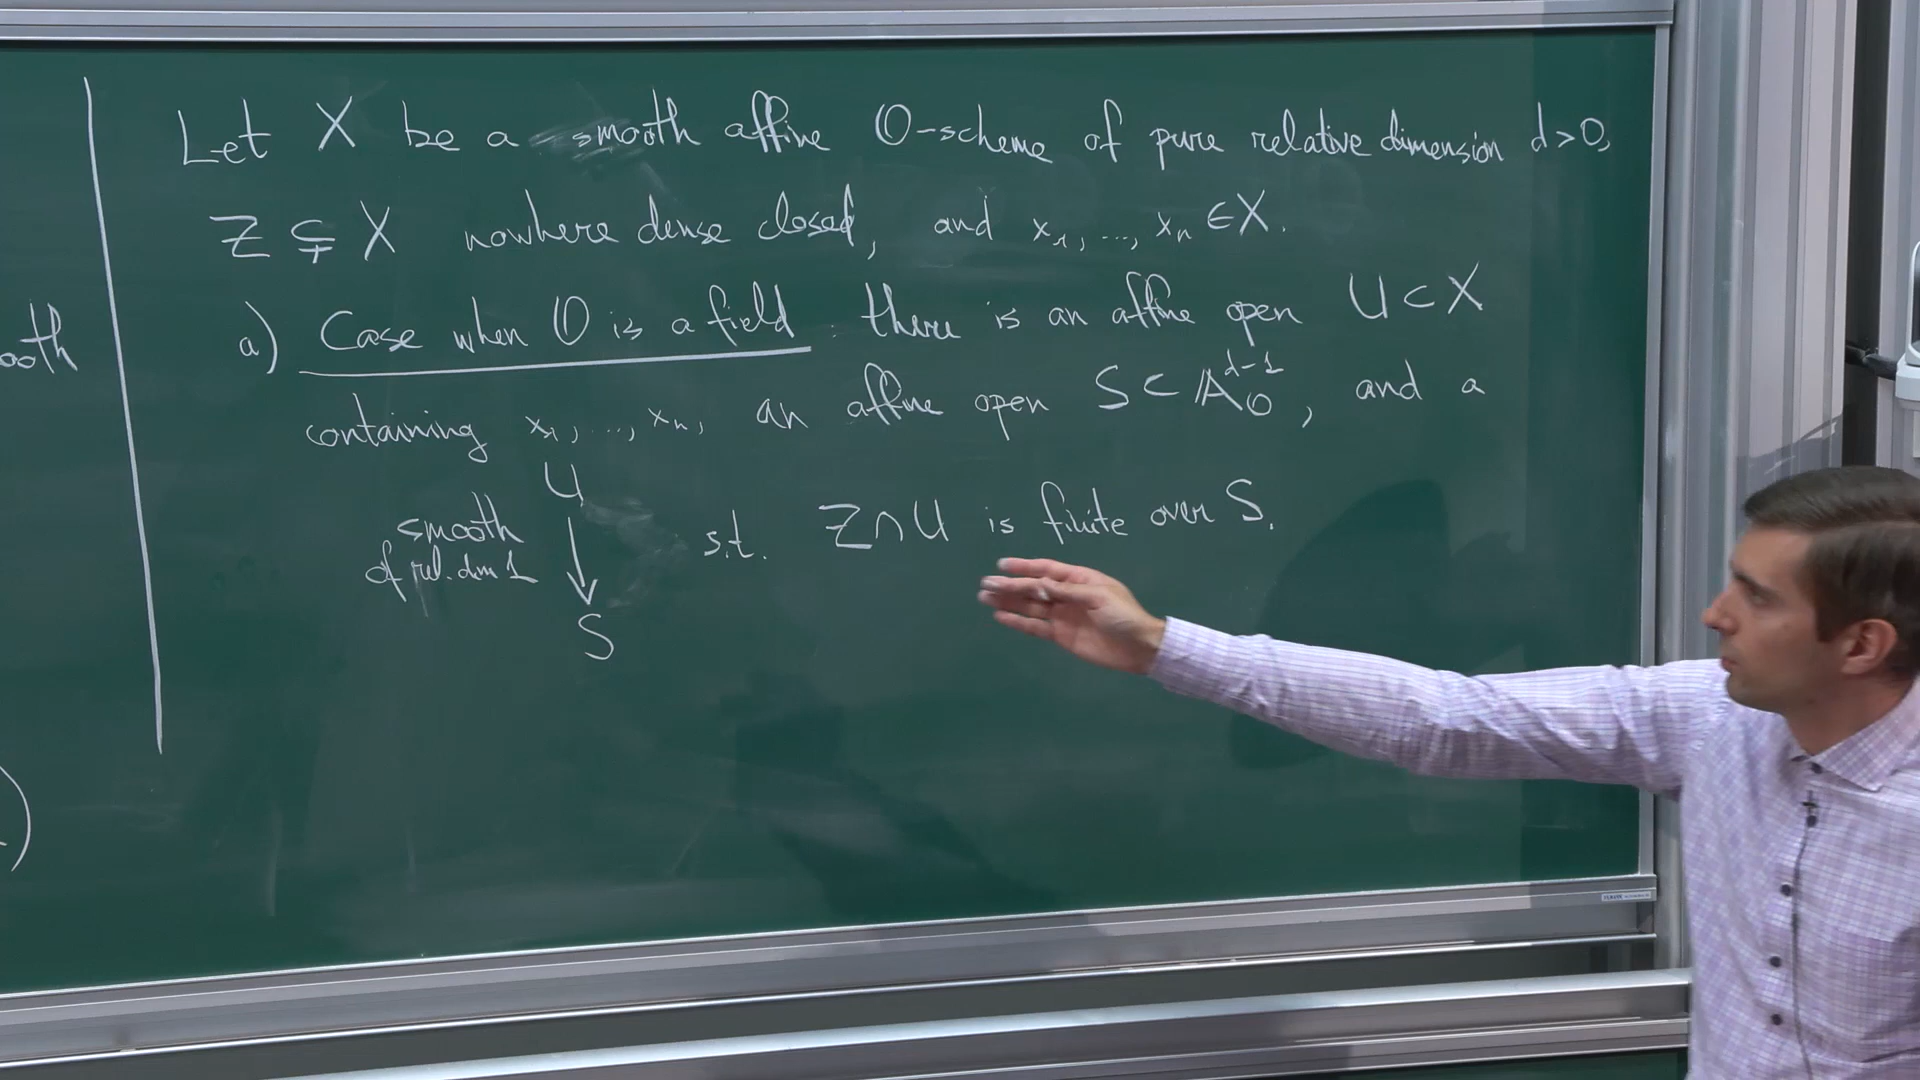 Let X be a smooth affine O-scheme of pure relative dimension d>0,
Z ⊊ X nowhere dense closed, and x₁, ..., xₙ ∈ X.
a) Case when O is a field : there is an affine open U ⊂ X
containing x₁, ..., xₙ, an affine open S ⊂ 𝔸_O^{d-1}, and a
U
smooth
of rel. dim 1
↓
S
s.t. Z∩U is finite over S.
ooth
)